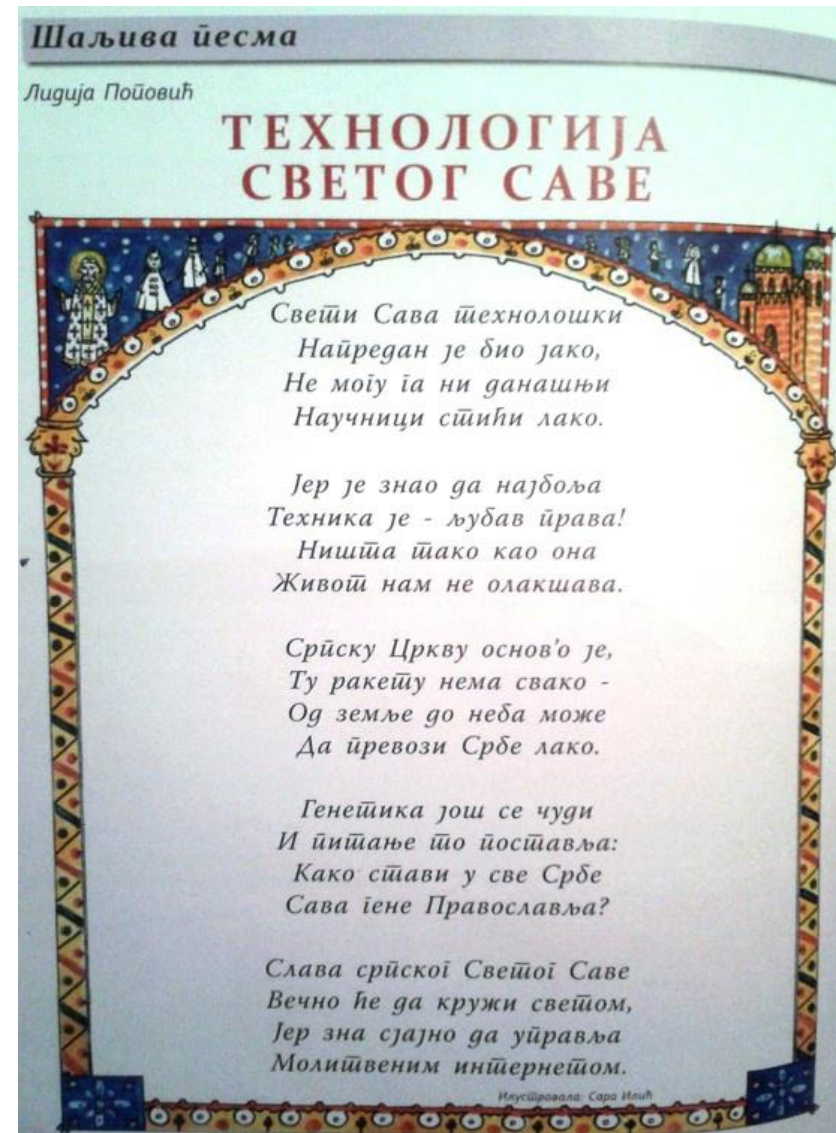 Шаљива песма
Лидија Поповић
ТЕХНОЛОГИЈА
СВЕТОГ САВЕ
Свети Сава технолошки
Напредан је био јако,
Не могу га ни данашњи
Научници стићи лако.
Јер је знао да најбоља
Техника је - љубав права!
Ништа тако као она
Живот нам не олакшава.
Српску Цркву основ’о је,
Ту ракету нема свако -
Од земље до неба може
Да превози Србе лако.
Генетика још се чуди
И питање то поставља:
Како стави у све Србе
Сава гене Православља?
Слава српског Светог Саве
Вечно ће да кружи светом,
Јер зна сјајно да управља
Молитвеним интернетом.
Илустровала: Сара Илић